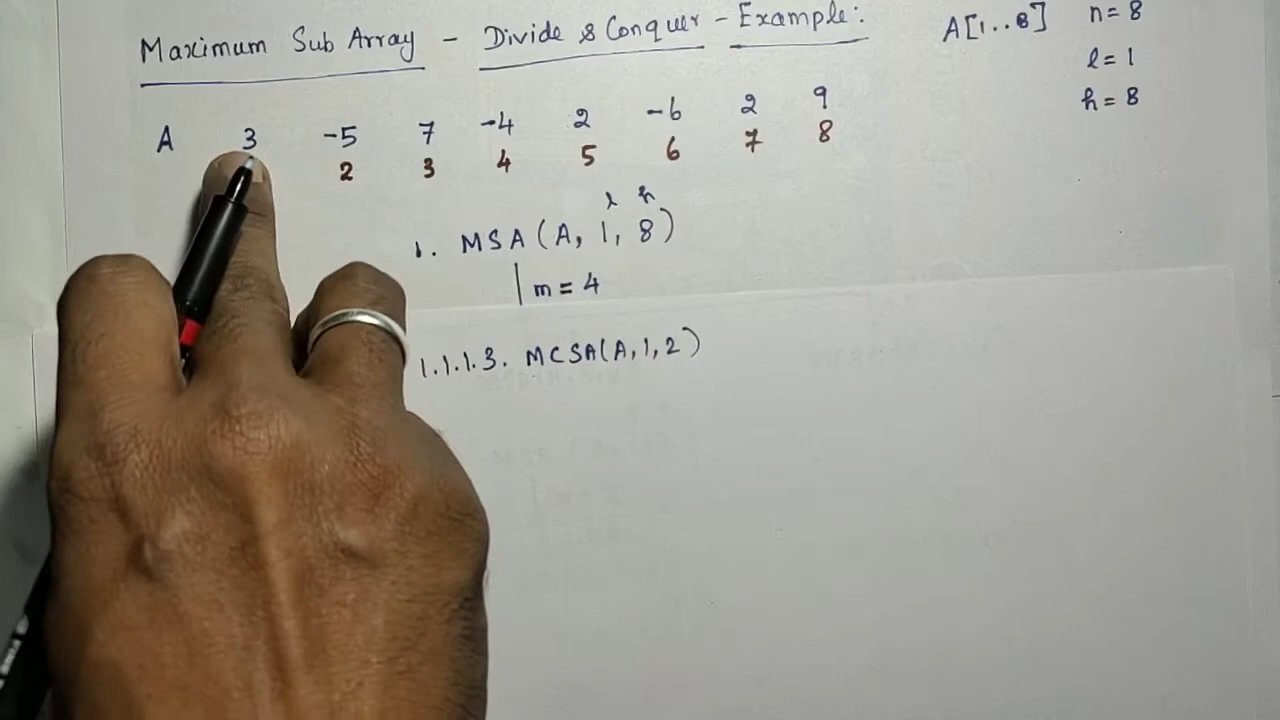 Maximum Sub Array - Divide & Conquer - Example:
A[1..8] n=8
l=1
h=8
A 3 -5 7 -4 2 -6 2 9
2 3 4 5 6 7 8
l h
1. MSA(A, 1, 8)
m = 4
1.1.1.3. MCSA(A,1,2)